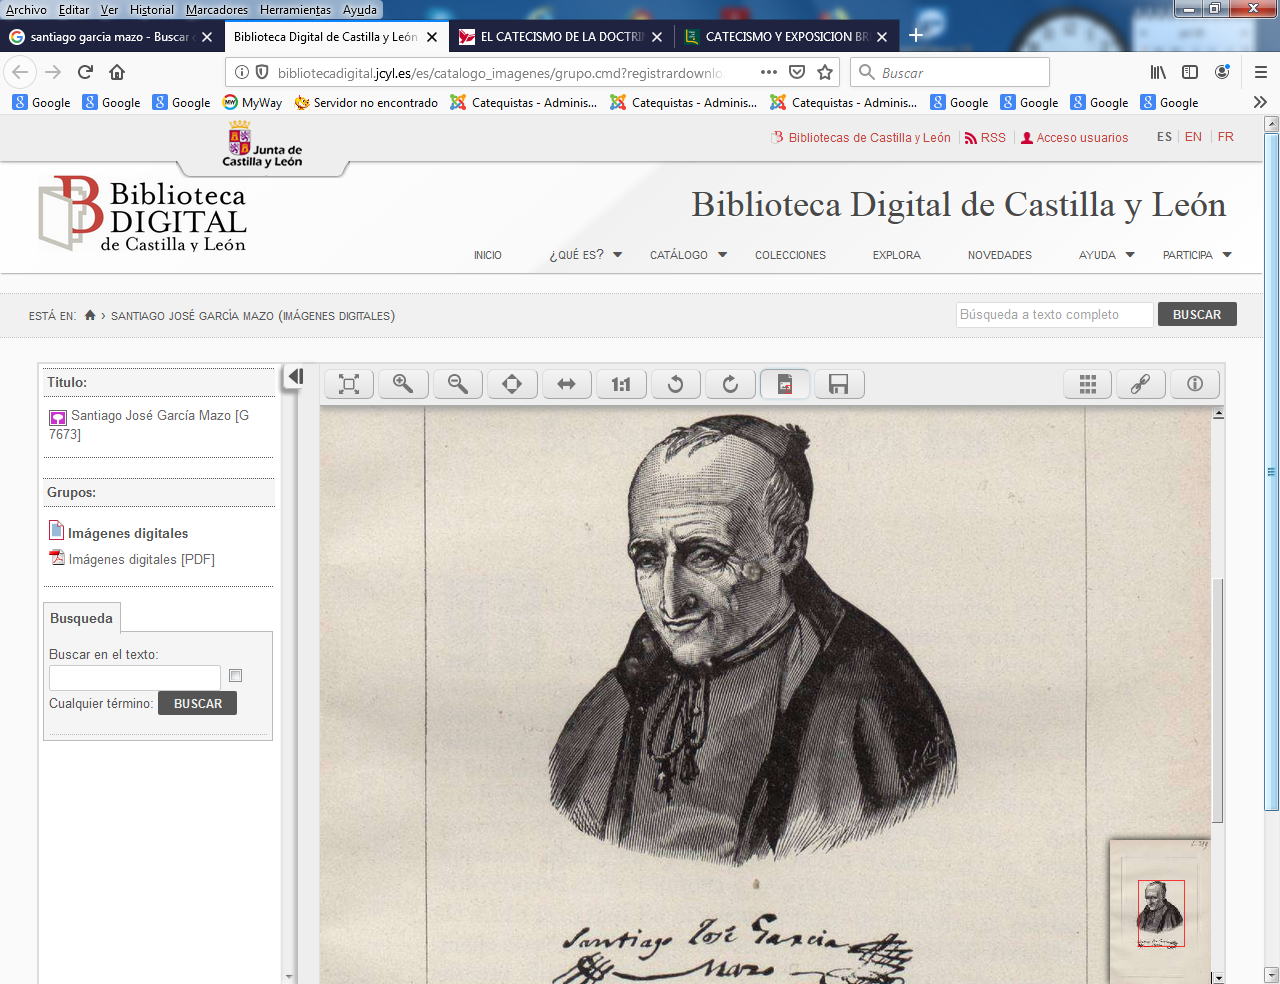 Archivo Editar Ver Historial Marcadores Herramientas Ayuda
santiago garcia mazo - Buscar
Biblioteca Digital de Castilla y León
EL CATECISMO DE LA DOCTRI
CATECISMO Y EXPOSICION BR
bibliotecadigital.jcyl.es/es/catalogo_imagenes/grupo.cmd?registrardownlo
Buscar
Google Google Google MyWay Servidor no encontrado Catequistas - Adminis... Catequistas - Adminis... Catequistas - Adminis... Google Google Google Google
Junta de
Castilla y León
Bibliotecas de Castilla y León RSS Acceso usuarios ES EN FR
Biblioteca
DIGITAL
de Castilla y León
Biblioteca Digital de Castilla y León
INICIO ¿QUÉ ES? CATÁLOGO COLECCIONES EXPLORA NOVEDADES AYUDA PARTICIPA
ESTÁ EN: › SANTIAGO JOSÉ GARCÍA MAZO (IMÁGENES DIGITALES)
Búsqueda a texto completo BUSCAR
Titulo:
Santiago José García Mazo [G
7673]
Grupos:
Imágenes digitales
Imágenes digitales [PDF]
Busqueda
Buscar en el texto:
Cualquier término: BUSCAR
1:1
Santiago José Garcia
Mazo